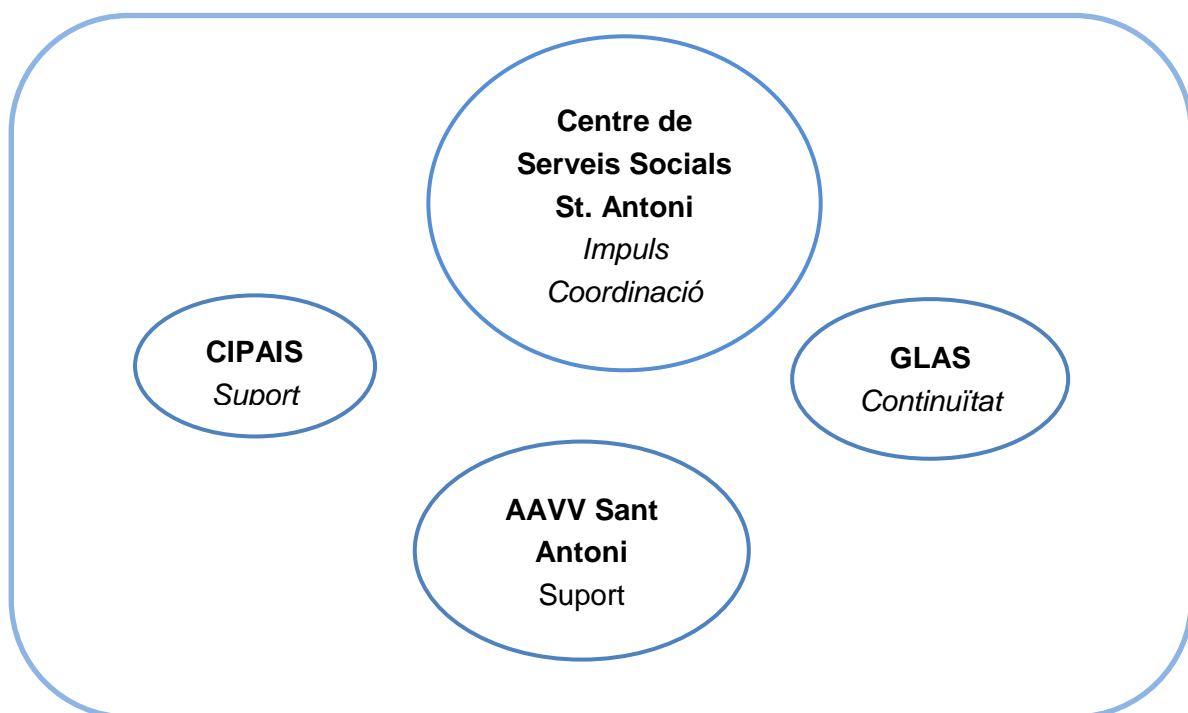 Centre de
Serveis Socials
St. Antoni
Impuls
Coordinació
CIPAIS
Suport
GLAS
Continuïtat
AAVV Sant
Antoni
Suport